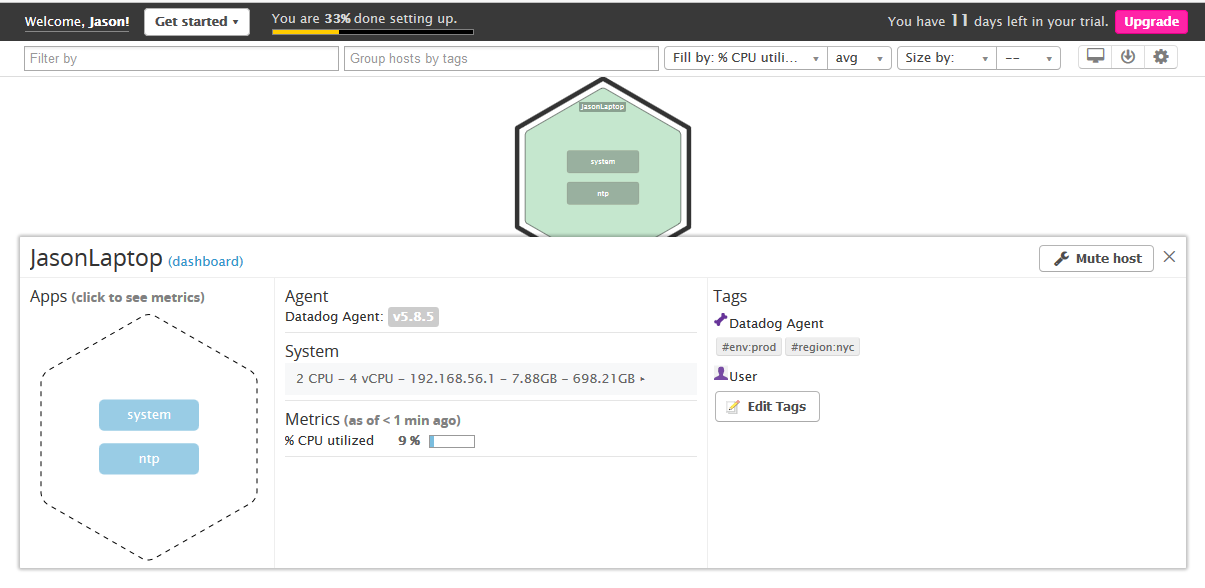 Welcome, Jason!
Get started ▾
You are 33% done setting up.
You have 11 days left in your trial.
Upgrade
Filter by
Group hosts by tags
Fill by: % CPU utili... ▾
avg ▾
Size by: ▾
-- ▾
JasonLaptop
system
ntp
JasonLaptop (dashboard)
Mute host
×
Apps (click to see metrics)
system
ntp
Agent
Datadog Agent: v5.8.5
System
2 CPU – 4 vCPU – 192.168.56.1 – 7.88GB – 698.21GB ▸
Metrics (as of < 1 min ago)
% CPU utilized 9 %
Tags
Datadog Agent
#env:prod #region:nyc
User
Edit Tags